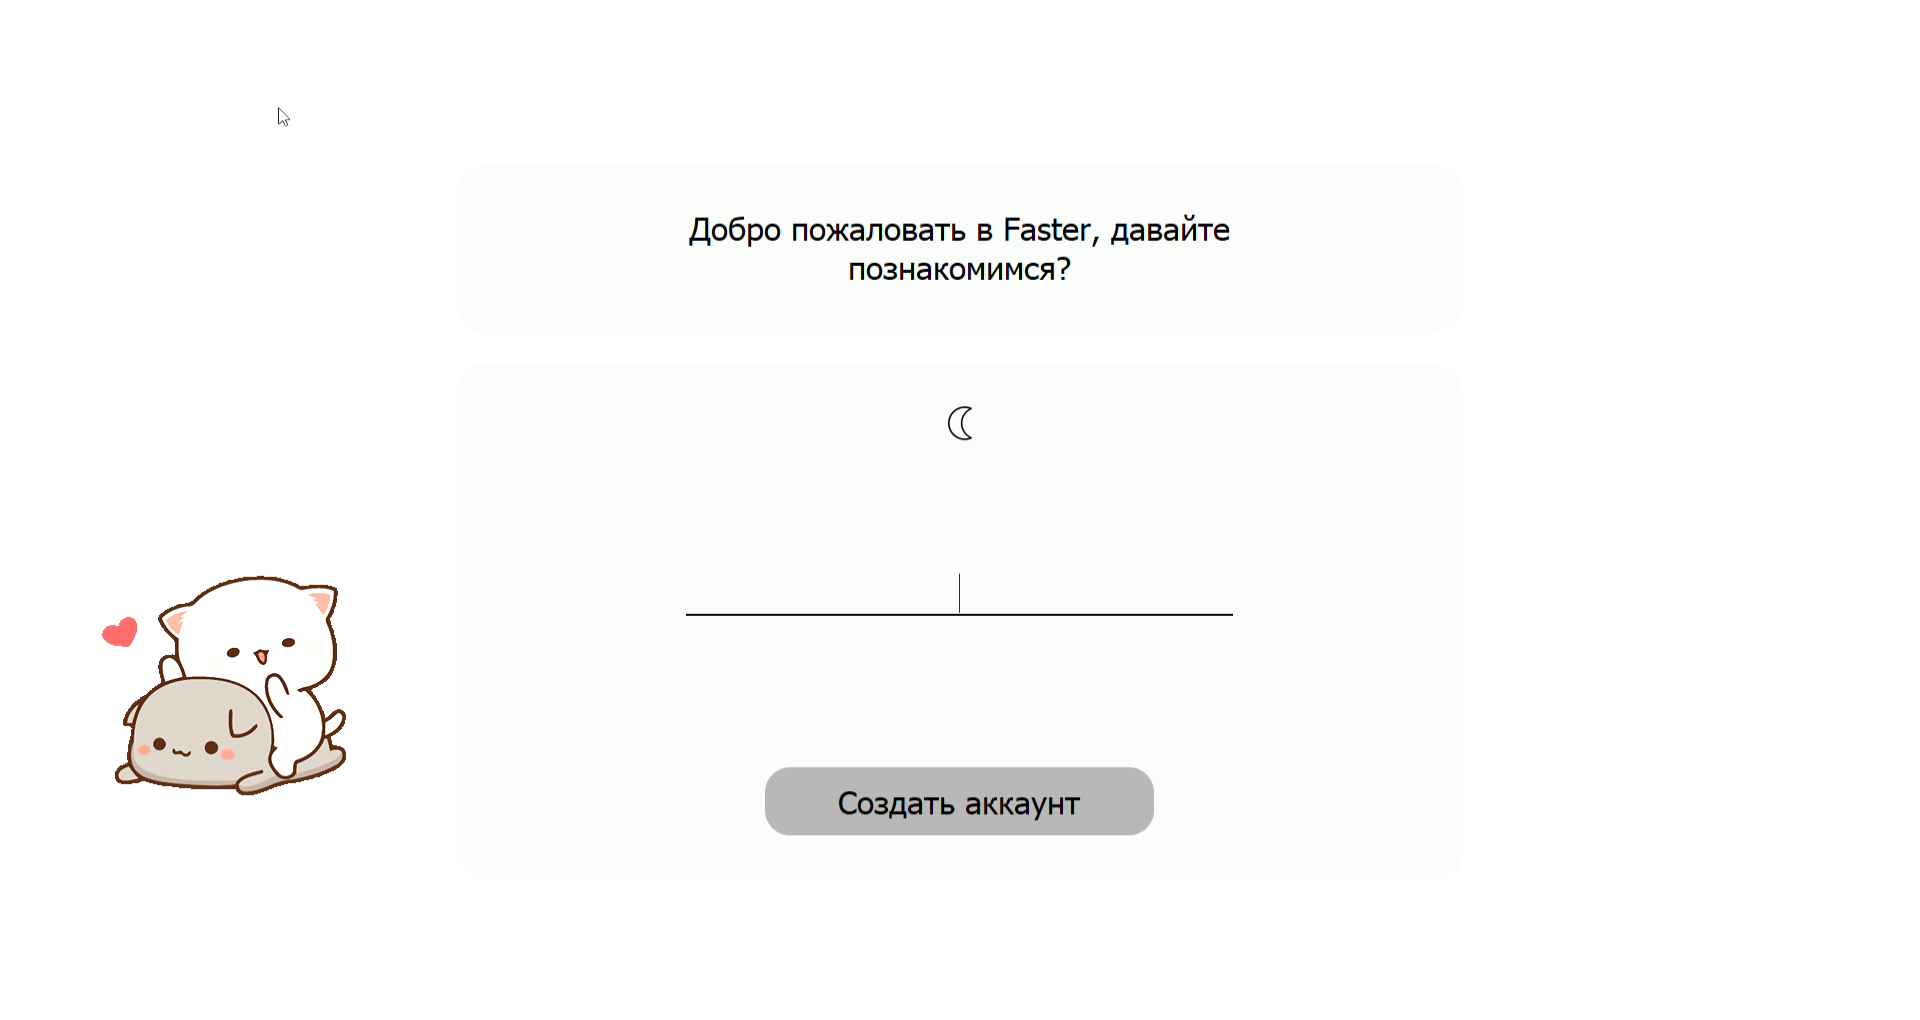 Добро пожаловать в Faster, давайте
познакомимся?
Создать аккаунт